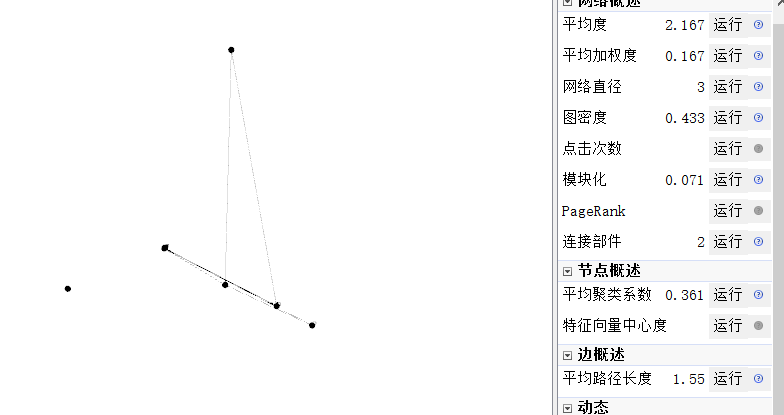 网络概述
平均度 2.167 运行
平均加权度 0.167 运行
网络直径 3 运行
图密度 0.433 运行
点击次数 运行
模块化 0.071 运行
PageRank 运行
连接部件 2 运行
节点概述
平均聚类系数 0.361 运行
特征向量中心度 运行
边概述
平均路径长度 1.55 运行
动态